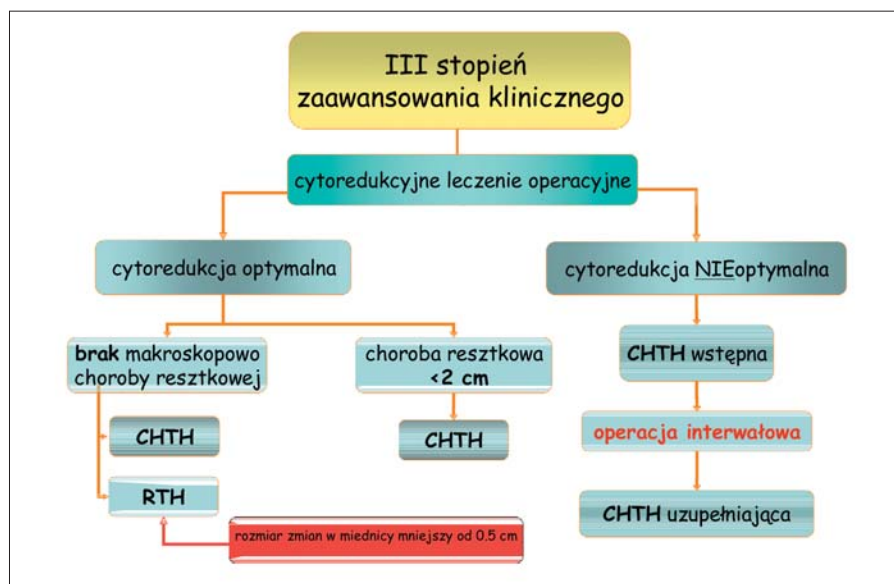 III stopień
zaawansowania klinicznego
cytoredukcyjne leczenie operacyjne
cytoredukcja optymalna
cytoredukcja NIEoptymalna
brak makroskopowo
choroby resztkowej
choroba resztkowa
<2 cm
CHTH wstępna
CHTH
CHTH
operacja interwałowa
RTH
CHTH uzupełniająca
rozmiar zmian w miednicy mniejszy od 0.5 cm